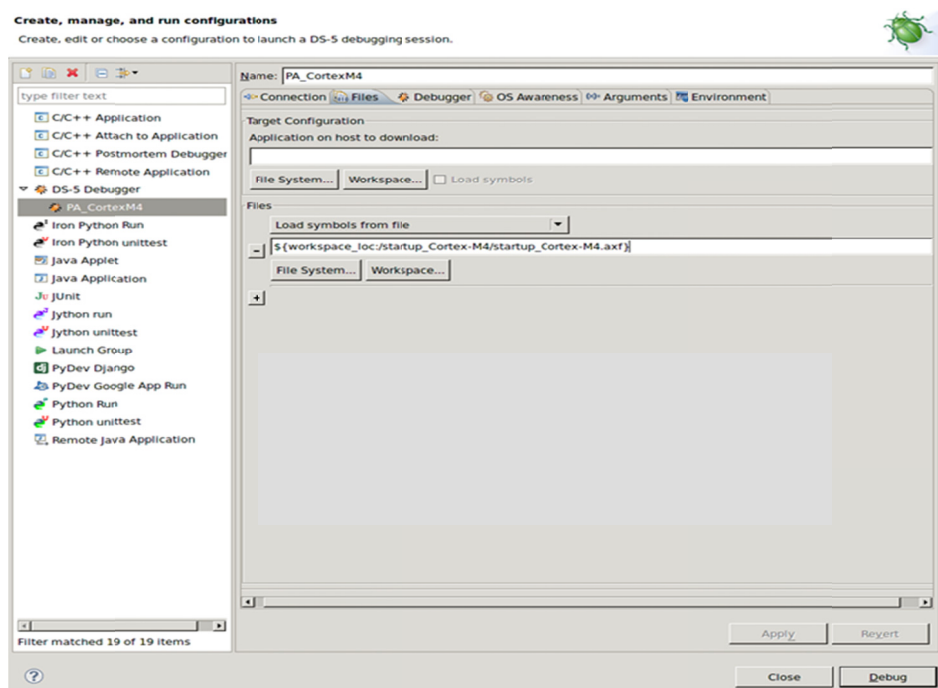 Create, manage, and run configurations
Create, edit or choose a configuration to launch a DS-5 debugging session.
type filter text
C/C++ Application
C/C++ Attach to Application
C/C++ Postmortem Debugger
C/C++ Remote Application
DS-5 Debugger
PA_CortexM4
Iron Python Run
Iron Python unittest
Java Applet
Java Application
JUnit
Jython run
Jython unittest
Launch Group
PyDev Django
PyDev Google App Run
Python Run
Python unittest
Remote Java Application
Filter matched 19 of 19 items
Name: PA_CortexM4
Connection Files Debugger OS Awareness Arguments Environment
Target Configuration
Application on host to download:
File System... Workspace... Load symbols
Files
Load symbols from file
${workspace_loc:/startup_Cortex-M4/startup_Cortex-M4.axf}
File System... Workspace...
Apply Revert
Close Debug